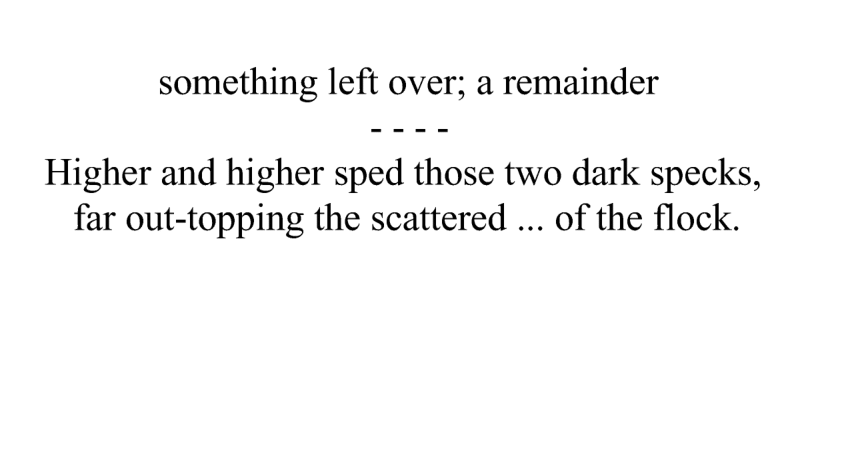 something left over; a remainder
- - - -
Higher and higher sped those two dark specks,
far out-topping the scattered ... of the flock.